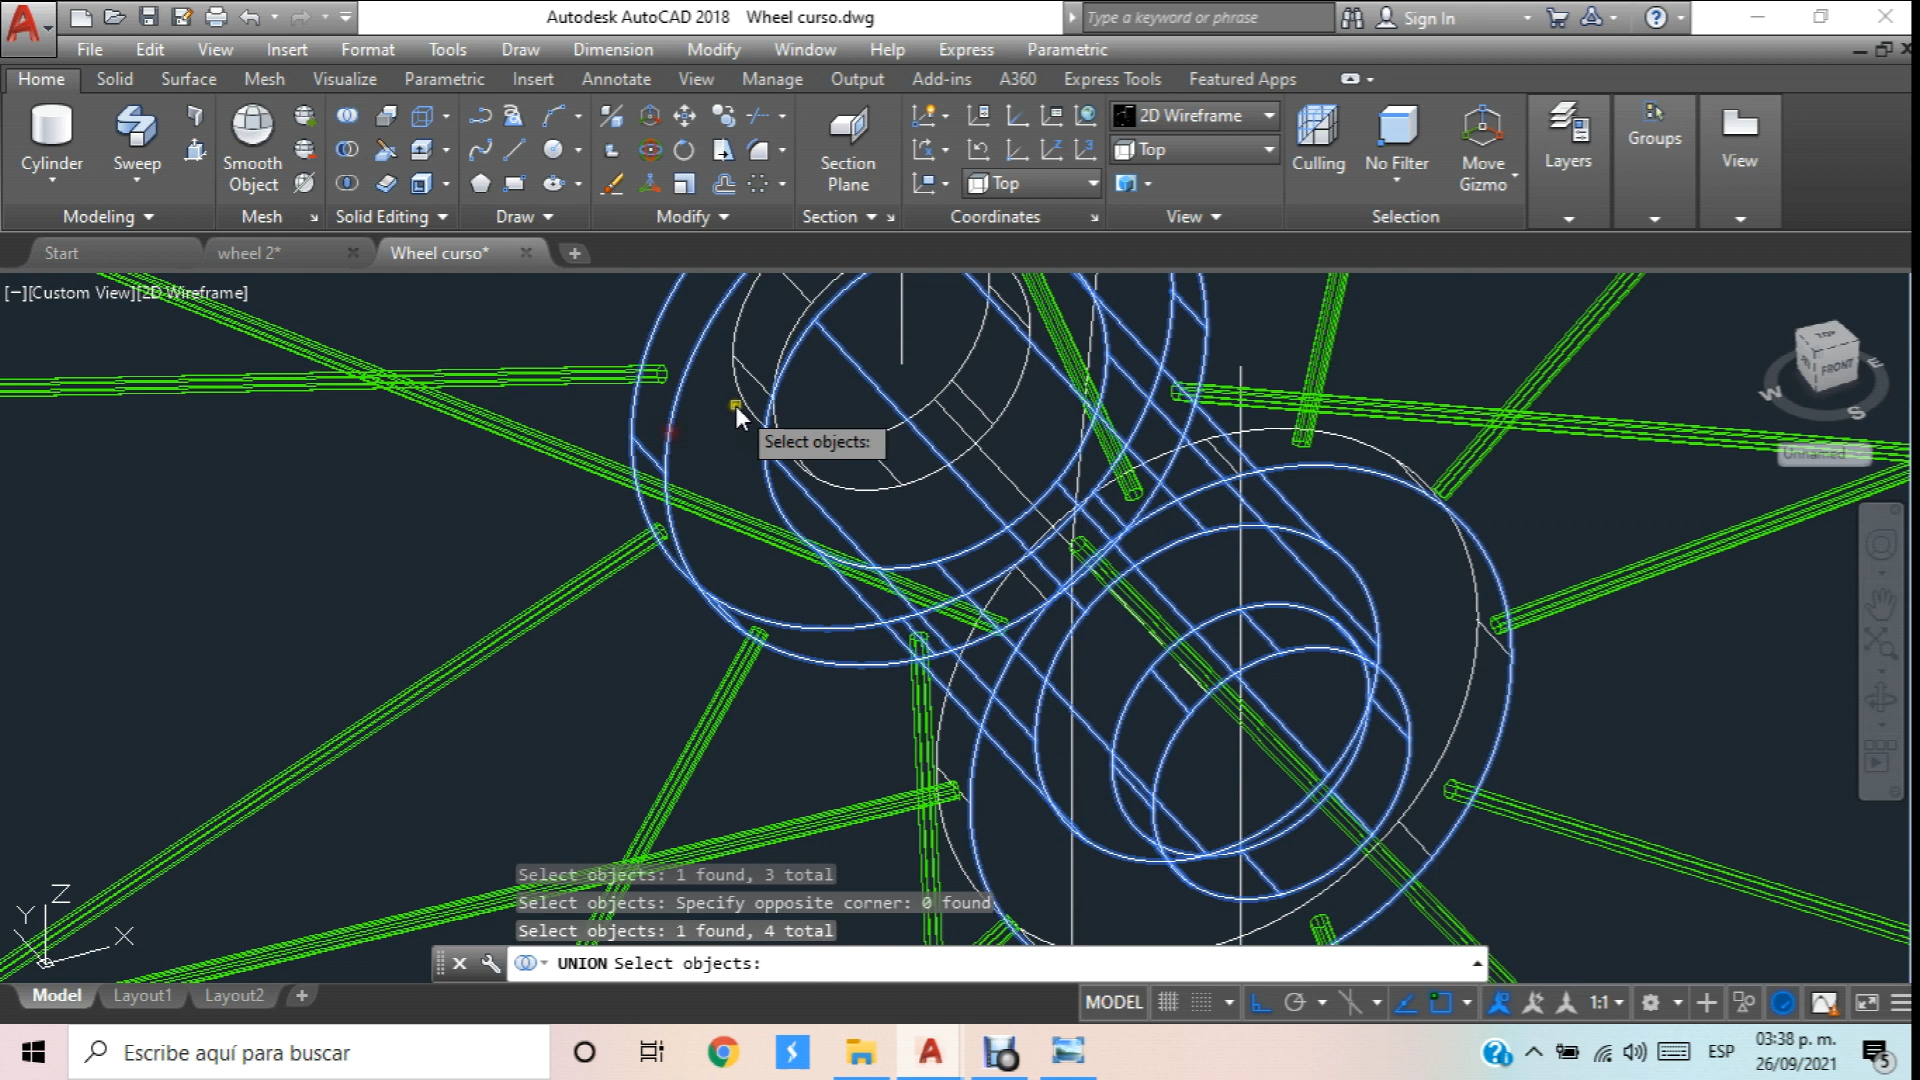 Autodesk AutoCAD 2018 Wheel curso.dwg
Type a keyword or phrase
Sign In
File Edit View Insert Format Tools Draw Dimension Modify Window Help Express Parametric
Home Solid Surface Mesh Visualize Parametric Insert Annotate View Manage Output Add-ins A360 Express Tools Featured Apps
Cylinder
Sweep
Smooth Object
Section Plane
2D Wireframe
Top
Top
Culling
No Filter
Move Gizmo
Layers
Groups
View
Modeling
Mesh
Solid Editing
Draw
Modify
Section
Coordinates
View
Selection
Start
wheel 2*
Wheel curso*
[−][Custom View][2D Wireframe]
TOP
FRONT
W
S
E
Unnamed
Select objects:
Select objects: 1 found, 3 total
Select objects: Specify opposite corner: 0 found
Select objects: 1 found, 4 total
UNION Select objects:
Z
Y
X
Model Layout1 Layout2
MODEL
1:1
Escribe aquí para buscar
ESP
03:38 p. m.
26/09/2021
5